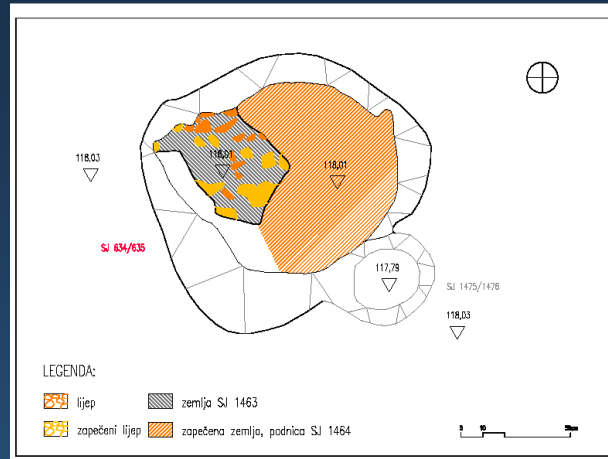 118,03
118,01
118,01
SJ 634/635
117,79
SJ 1475/1476
118,03
LEGENDA:
lijep
zemlja SJ 1463
zapečeni lijep
zapečena zemlja, podnica SJ 1464
0 10 50cm